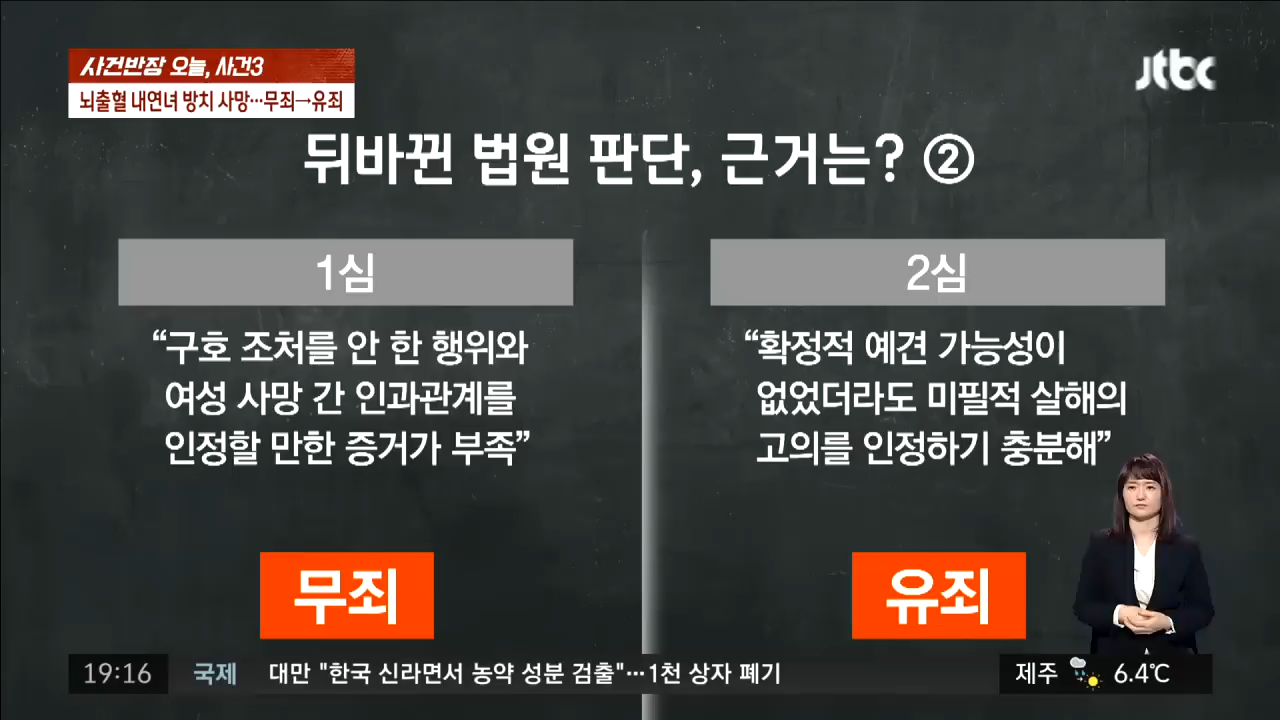 사건반장 오늘, 사건3
jtbc
뇌출혈 내연녀 방치 사망…무죄→유죄
뒤바뀐 법원 판단, 근거는? ②
1심
“구호 조처를 안 한 행위와
여성 사망 간 인과관계를
인정할 만한 증거가 부족”
무죄
2심
“확정적 예견 가능성이
없었더라도 미필적 살해의
고의를 인정하기 충분해”
유죄
19:16 국제 대만 "한국 신라면서 농약 성분 검출"…1천 상자 폐기
제주 6.4℃